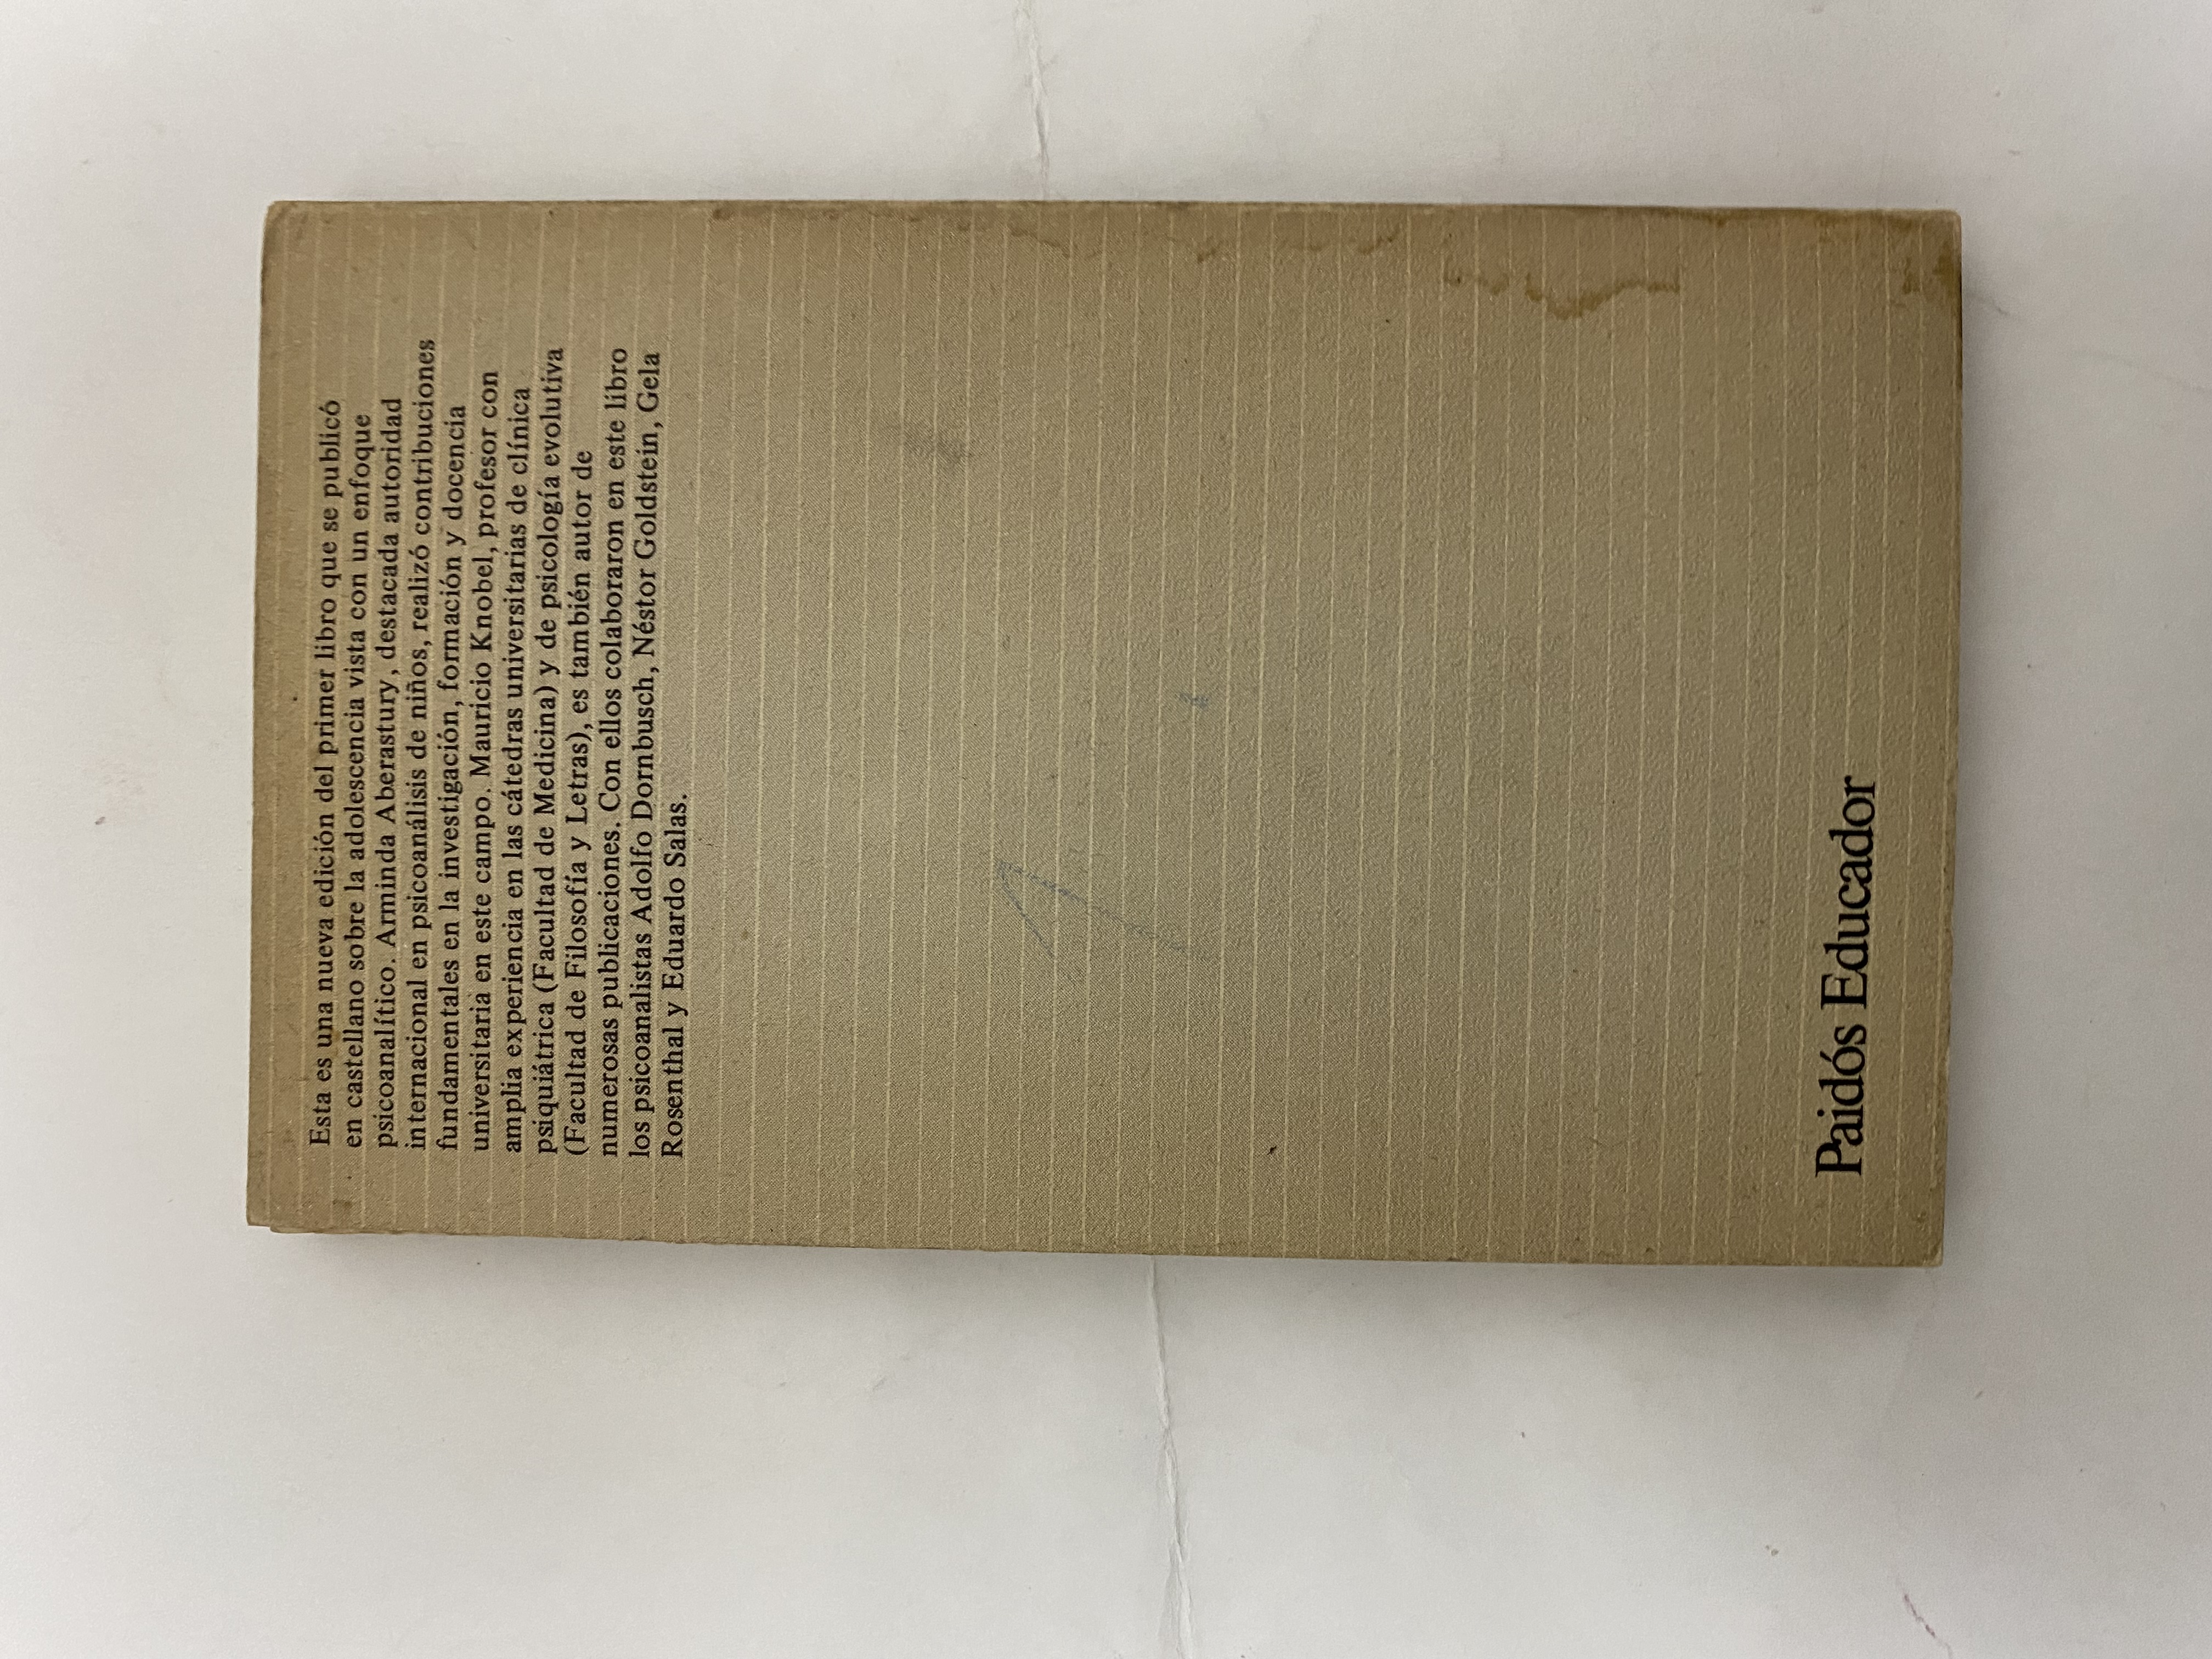 Esta es una nueva edición del primer libro que se publicó
en castellano sobre la adolescencia vista con un enfoque
psicoanalítico. Arminda Aberastury, destacada autoridad
internacional en psicoanálisis de niños, realizó contribuciones
fundamentales en la investigación, formación y docencia
universitaria en este campo. Mauricio Knobel, profesor con
amplia experiencia en las cátedras universitarias de clínica
psiquiátrica (Facultad de Medicina) y de psicología evolutiva
(Facultad de Filosofía y Letras), es también autor de
numerosas publicaciones. Con ellos colaboraron en este libro
los psicoanalistas Adolfo Dornbusch, Néstor Goldstein, Gela
Rosenthal y Eduardo Salas.
Paidós Educador